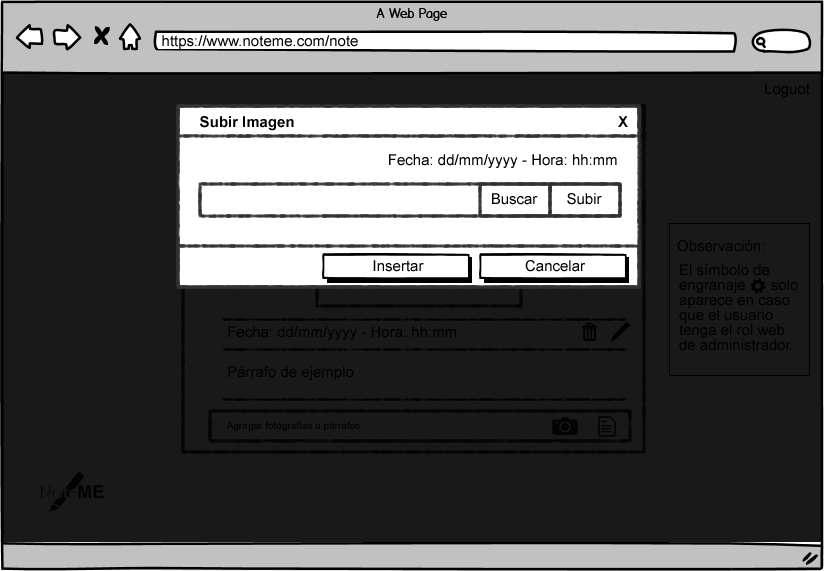 A Web Page
https://www.noteme.com/note
Loguot
Subir Imagen X
Fecha: dd/mm/yyyy - Hora: hh:mm
Buscar Subir
Insertar Cancelar
Observación:
El símbolo de
engranaje solo
aparece en caso
que el usuario
tenga el rol web
de administrador.
Fecha: dd/mm/yyyy - Hora: hh:mm
Párrafo de ejemplo
Agregar fotografías o párrafos
NoteME